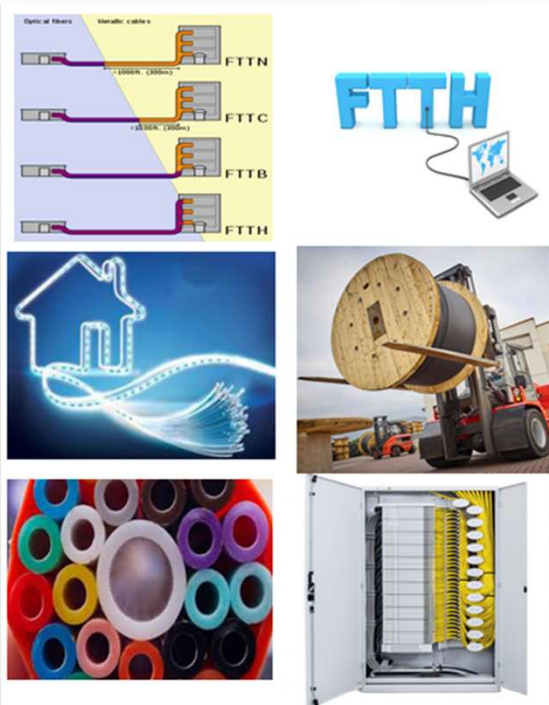 Optical fibers Metallic cables
FTTN
>1000ft. (300m)
FTTC
<1000ft. (300m)
FTTB
FTTH
FTTH